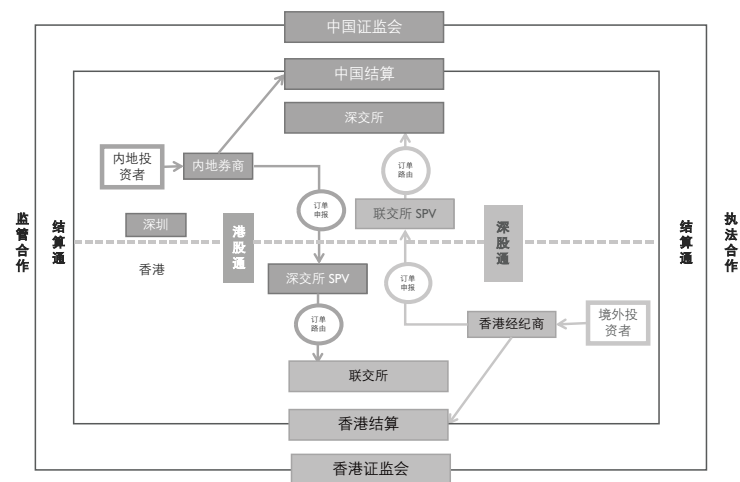 中国证监会
中国结算
深交所
内地投
资者
内地券商
订单
路由
订单
申报
联交所 SPV
深圳
港股通
深股通
监管合作
结算通
结算通
执法合作
香港
深交所 SPV
订单
申报
订单
路由
香港经纪商
境外投
资者
联交所
香港结算
香港证监会